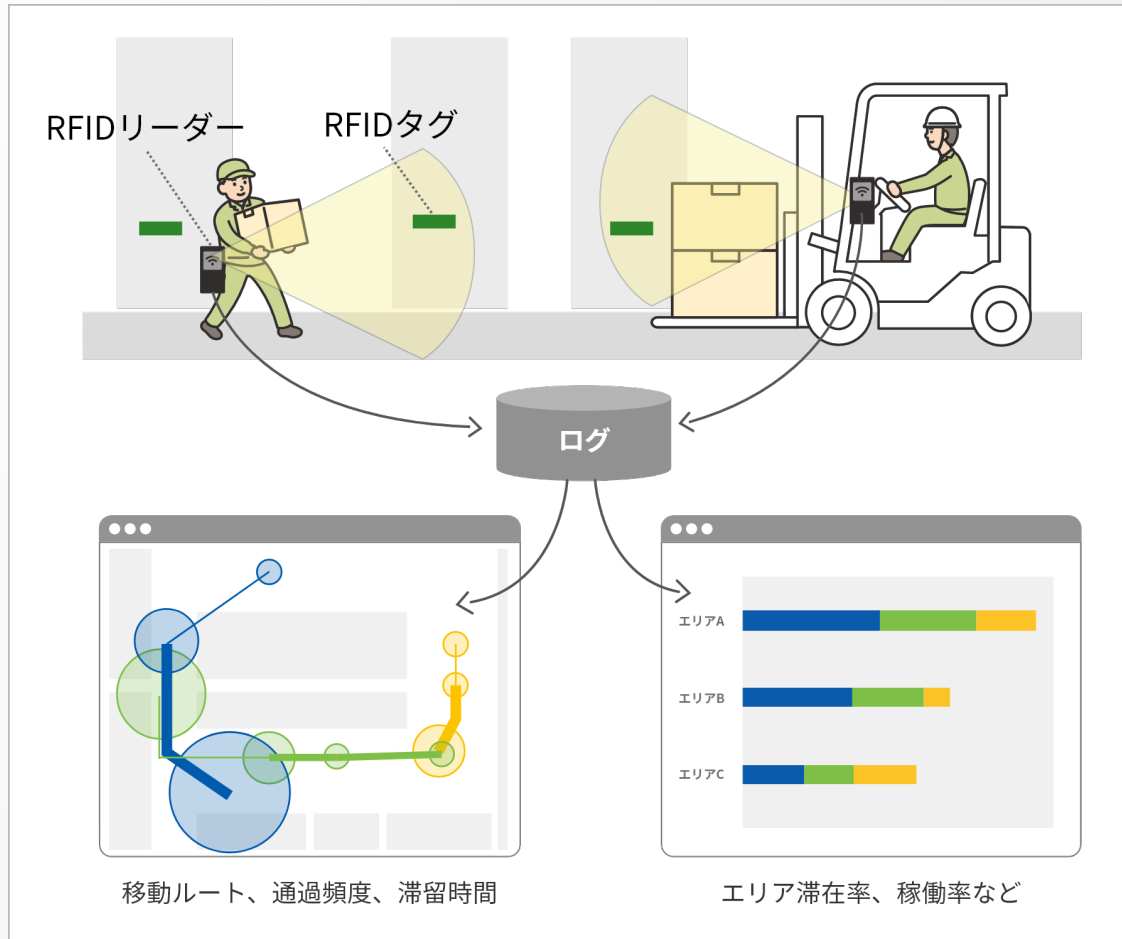 RFIDリーダー
RFIDタグ
ログ
エリアA
エリアB
エリアC
移動ルート、通過頻度、滞留時間
エリア滞在率、稼働率など